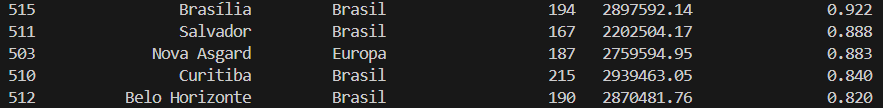 515 Brasília Brasil 194 2897592.14 0.922
511 Salvador Brasil 167 2202504.17 0.888
503 Nova Asgard Europa 187 2759594.95 0.883
510 Curitiba Brasil 215 2939463.05 0.840
512 Belo Horizonte Brasil 190 2870481.76 0.820